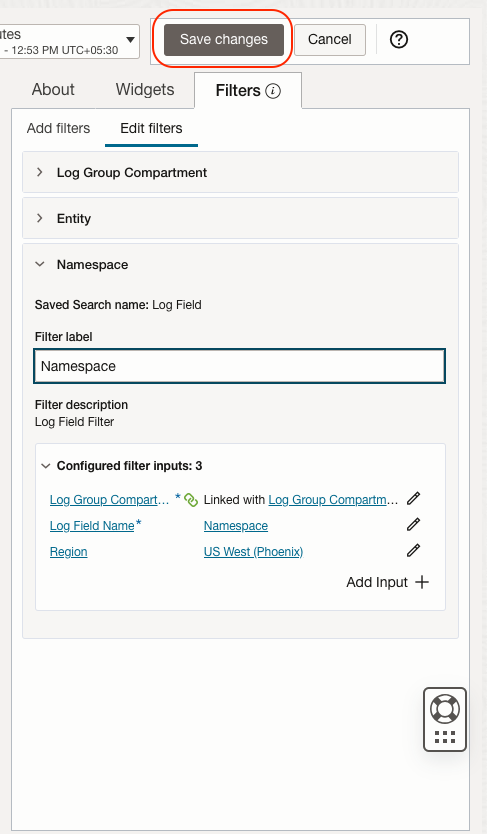 utes
- 12:53 PM UTC+05:30
Save changes
Cancel
About
Widgets
Filters
Add filters
Edit filters
Log Group Compartment
Entity
Namespace
Saved Search name: Log Field
Filter label
Namespace
Filter description
Log Field Filter
Configured filter inputs: 3
Log Group Compart... * Linked with Log Group Compartm...
Log Field Name* Namespace
Region US West (Phoenix)
Add Input